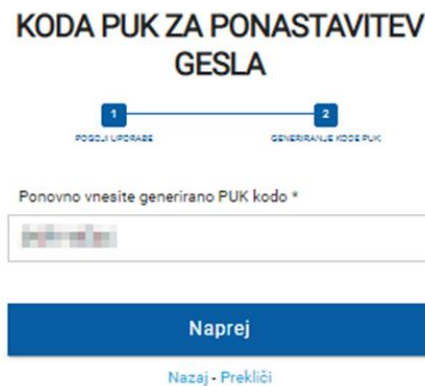 KODA PUK ZA PONASTAVITEV
GESLA
1
2
POGOJI UPORABE
GENERIRANJE KODE PUK
Ponovno vnesite generirano PUK kodo *
Naprej
Nazaj - Prekliči